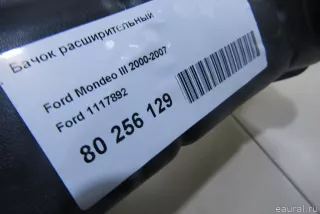 Бачок расширительный
Ford Mondeo III 2000-2007
Ford 1117892
80 256 129
eaural.ru